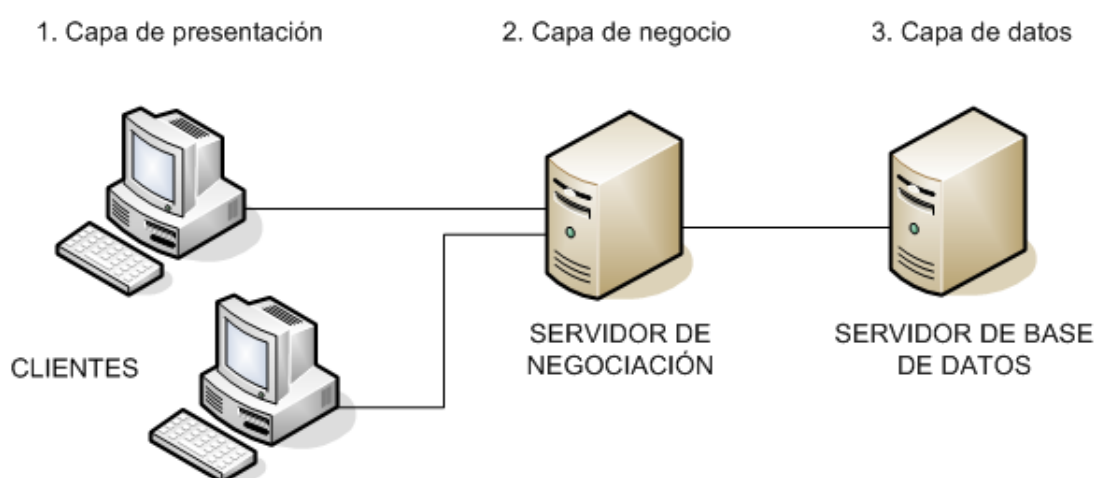 1. Capa de presentación
2. Capa de negocio
3. Capa de datos
CLIENTES
SERVIDOR DE
NEGOCIACIÓN
SERVIDOR DE BASE
DE DATOS